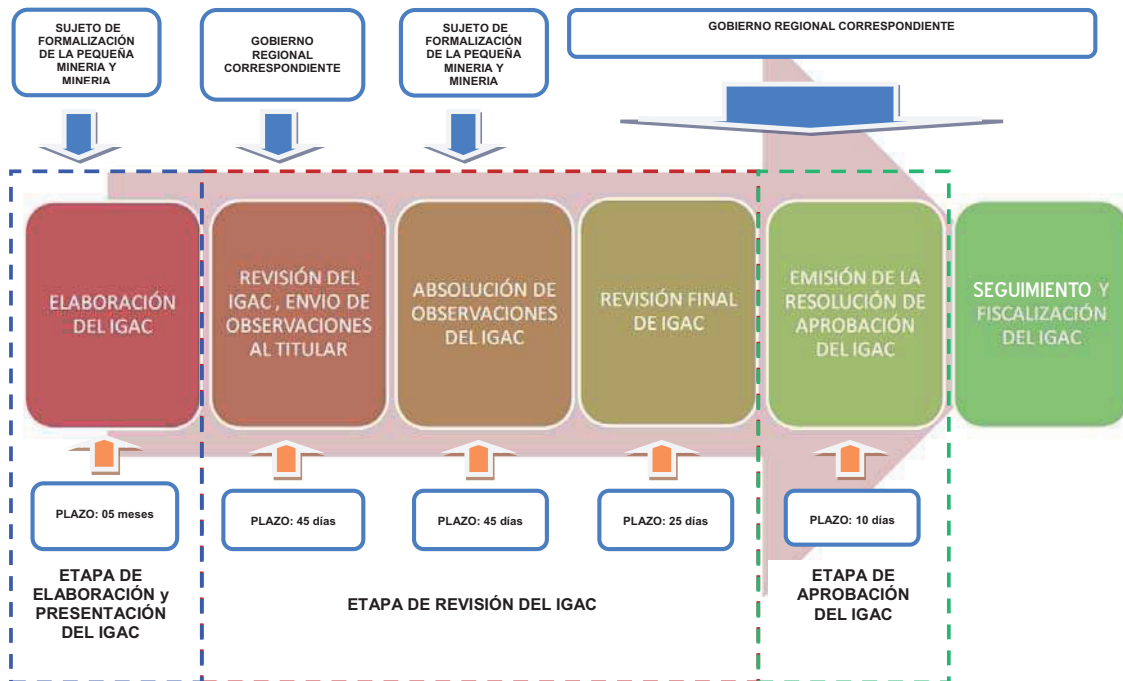 SUJETO DE
FORMALIZACIÓN
DE LA PEQUEÑA
MINERIA Y
MINERIA
GOBIERNO
REGIONAL
CORRESPONDIENTE
SUJETO DE
FORMALIZACIÓN
DE LA PEQUEÑA
MINERIA Y
MINERIA
GOBIERNO REGIONAL CORRESPONDIENTE
ELABORACIÓN
DEL IGAC
REVISIÓN DEL
IGAC , ENVIO DE
OBSERVACIONES
AL TITULAR
ABSOLUCIÓN DE
OBSERVACIONES
DEL IGAC
REVISIÓN FINAL
DE IGAC
EMISIÓN DE LA
RESOLUCIÓN DE
APROBACIÓN
DEL IGAC
SEGUIMIENTO Y
FISCALIZACIÓN
DEL IGAC
PLAZO: 05 meses
PLAZO: 45 días
PLAZO: 45 días
PLAZO: 25 días
PLAZO: 10 días
ETAPA DE
ELABORACIÓN y
PRESENTACIÓN
DEL IGAC
ETAPA DE REVISIÓN DEL IGAC
ETAPA DE
APROBACIÓN
DEL IGAC